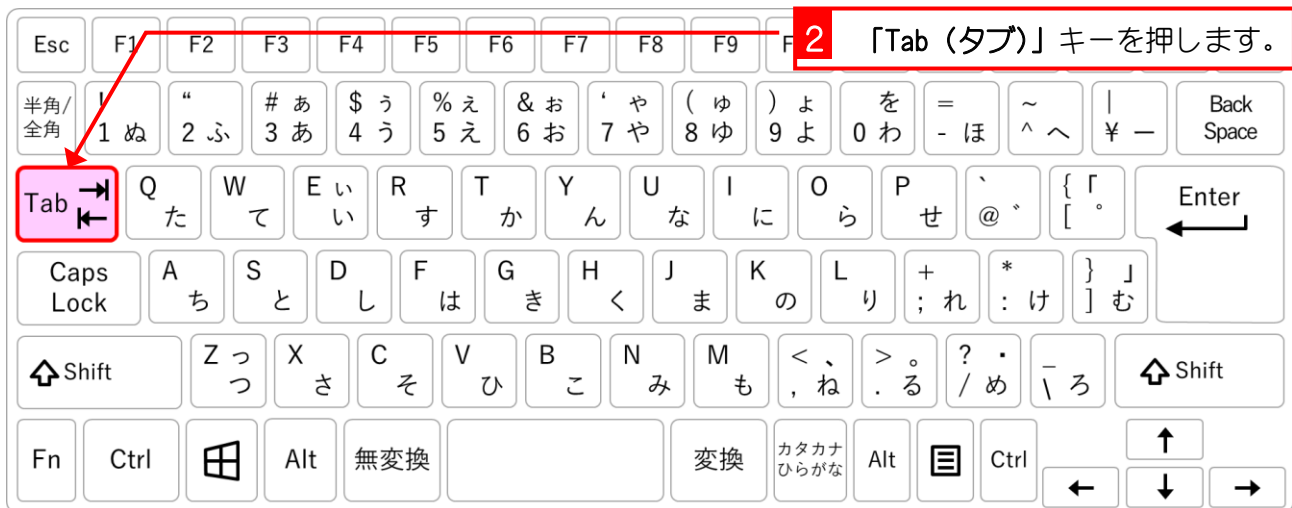 Esc F1 F2 F3 F4 F5 F6 F7 F8 F9 F 2 「Tab（タブ）」キーを押します。
半角/全角 ! 1 ぬ “ 2 ふ # ぁ 3 あ $ ぅ 4 う % ぇ 5 え & ぉ 6 お ‘ ゃ 7 や ( ゅ 8 ゆ ) ょ 9 よ を 0 わ = - ほ ~ ^ へ | ¥ ー Back Space
Tab Q た W て E ぃ い R す T か Y ん U な I に O ら P せ ` @ ゛ { 「 [ ゜ Enter
Caps Lock A ち S と D し F は G き H く J ま K の L り + ; れ * : け } 」 ] む
Shift Z っ つ X さ C そ V ひ B こ N み M も < 、 , ね > 。 . る ? ・ / め _ \ ろ Shift
Fn Ctrl Alt 無変換 変換 カタカナ ひらがな Alt Ctrl ↑
← ↓ →